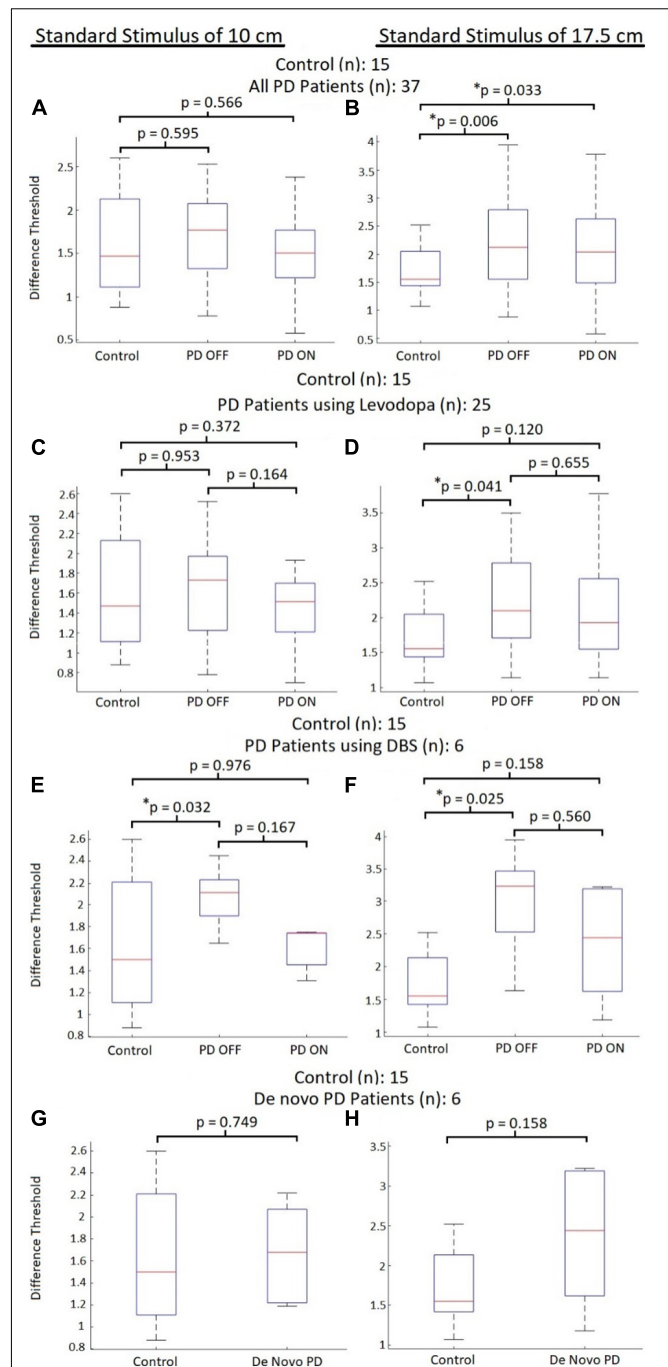 Standard Stimulus of 10 cm
Standard Stimulus of 17.5 cm
Control (n): 15
All PD Patients (n): 37
A
p = 0.566
p = 0.595
Difference Threshold
2.5
2
1.5
1
0.5
Control
PD OFF
PD ON
B
*p = 0.033
*p = 0.006
4
3.5
3
2.5
2
1.5
1
0.5
Control
PD OFF
PD ON
Control (n): 15
PD Patients using Levodopa (n): 25
C
p = 0.372
p = 0.953
p = 0.164
Difference Threshold
2.6
2.4
2.2
2
1.8
1.6
1.4
1.2
1
0.8
Control
PD OFF
PD ON
D
p = 0.120
p = 0.655
*p = 0.041
3.5
3
2.5
2
1.5
1
Control
PD OFF
PD ON
Control (n): 15
PD Patients using DBS (n): 6
E
p = 0.976
*p = 0.032
p = 0.167
Difference Threshold
2.6
2.4
2.2
2
1.8
1.6
1.4
1.2
1
0.8
Control
PD OFF
PD ON
F
p = 0.158
*p = 0.025
p = 0.560
4
3.5
3
2.5
2
1.5
1
Control
PD OFF
PD ON
Control (n): 15
De novo PD Patients (n): 6
G
p = 0.749
Difference Threshold
2.6
2.4
2.2
2
1.8
1.6
1.4
1.2
1
0.8
Control
De Novo PD
H
p = 0.158
3.5
3
2.5
2
1.5
1
Control
De Novo PD